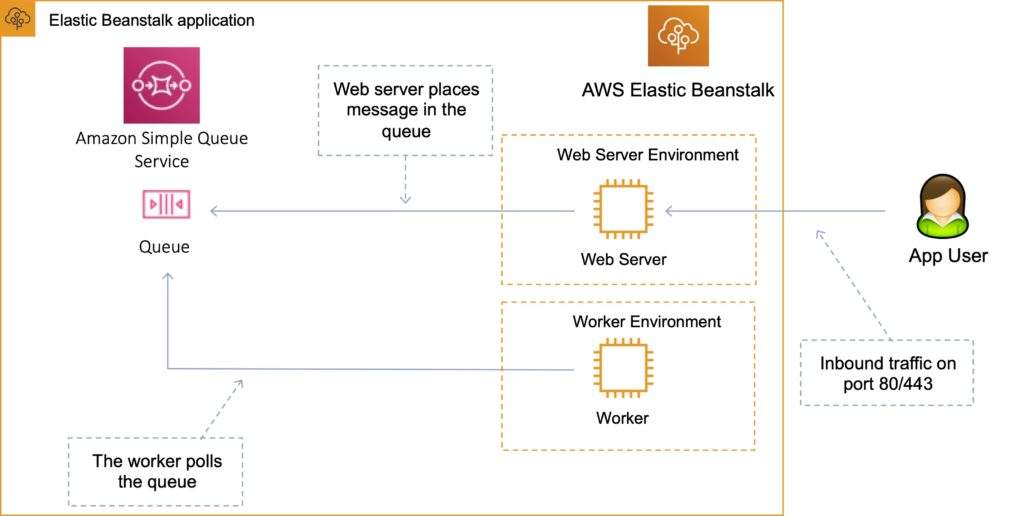 Elastic Beanstalk application
Amazon Simple Queue
Service
Queue
Web server places
message in the
queue
AWS Elastic Beanstalk
Web Server Environment
Web Server
App User
Worker Environment
Worker
Inbound traffic on
port 80/443
The worker polls
the queue